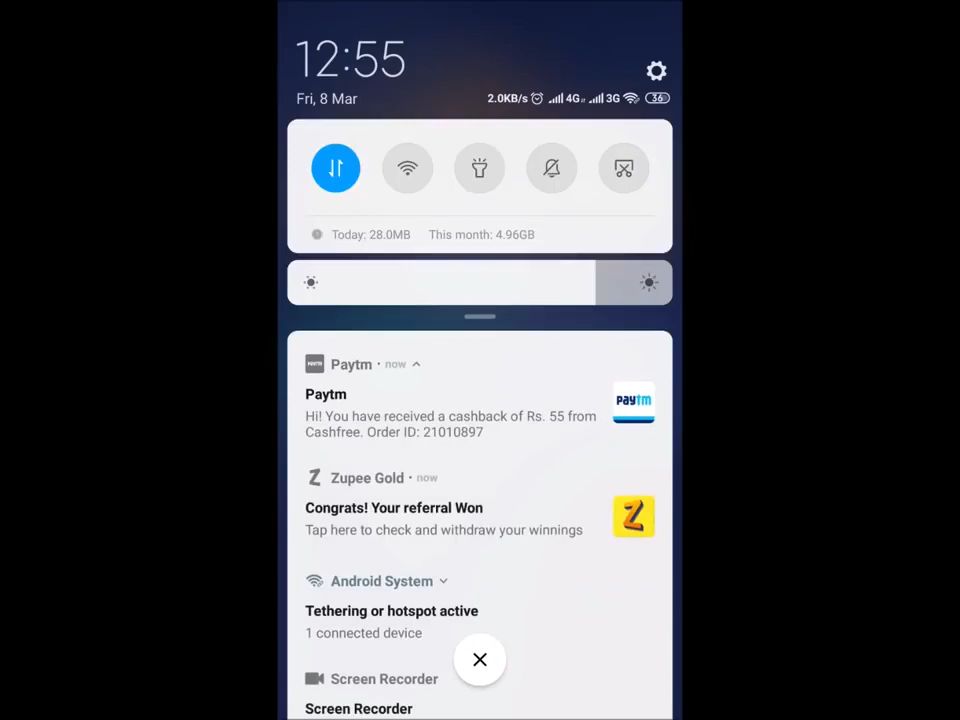 12:55
Fri, 8 Mar
2.0KB/s 4G 3G 36
Today: 28.0MB This month: 4.96GB
Paytm • now
Paytm
Hi! You have received a cashback of Rs. 55 from
Cashfree. Order ID: 21010897
paytm
Zupee Gold • now
Congrats! Your referral Won
Tap here to check and withdraw your winnings
Z
Android System
Tethering or hotspot active
1 connected device
Screen Recorder
Screen Recorder